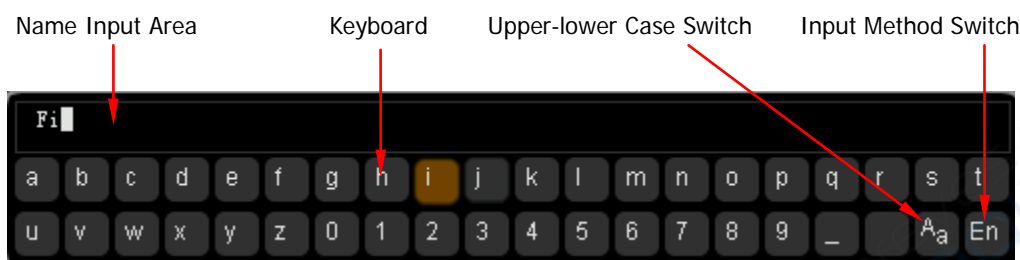 Name Input Area Keyboard Upper-lower Case Switch Input Method Switch
Fi
a b c d e f g h i j k l m n o p q r s t
u v w x y z 0 1 2 3 4 5 6 7 8 9 _ Aa En